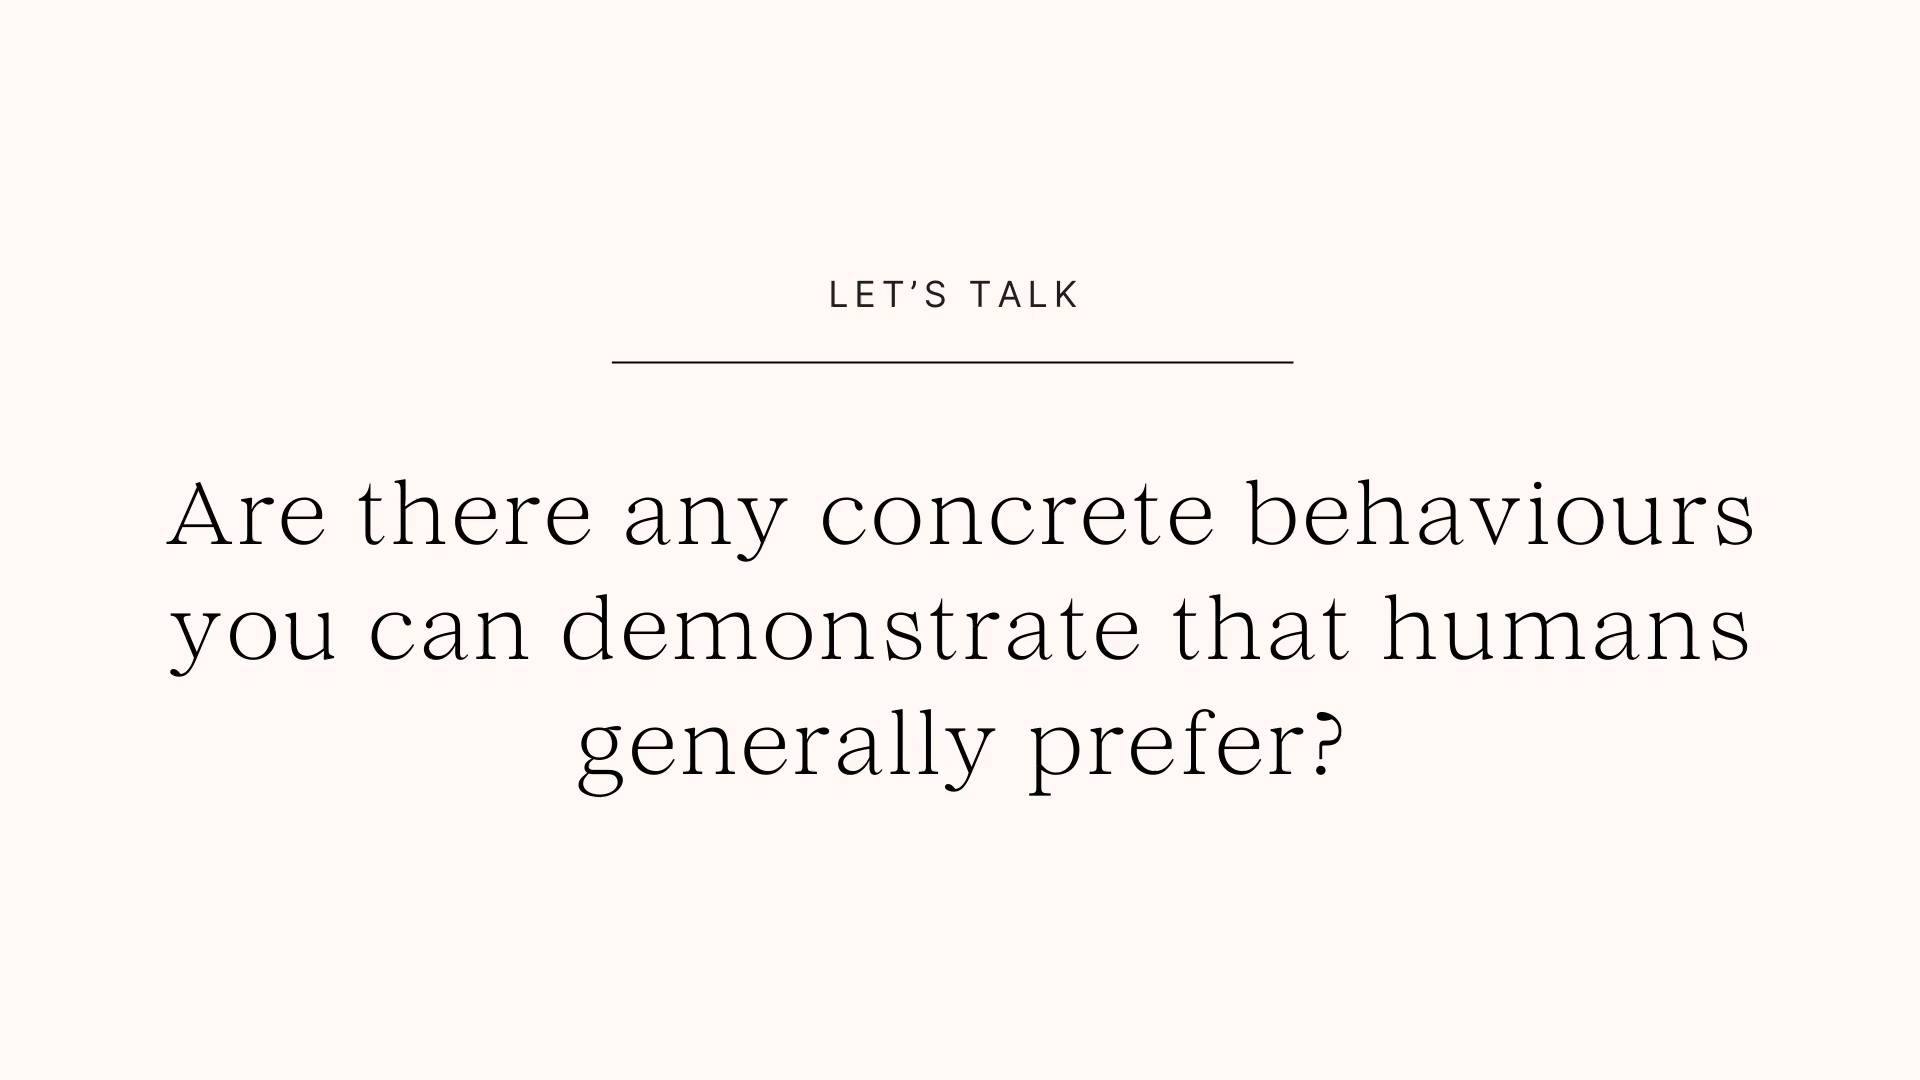 LET’S TALK
Are there any concrete behaviours
you can demonstrate that humans
generally prefer?